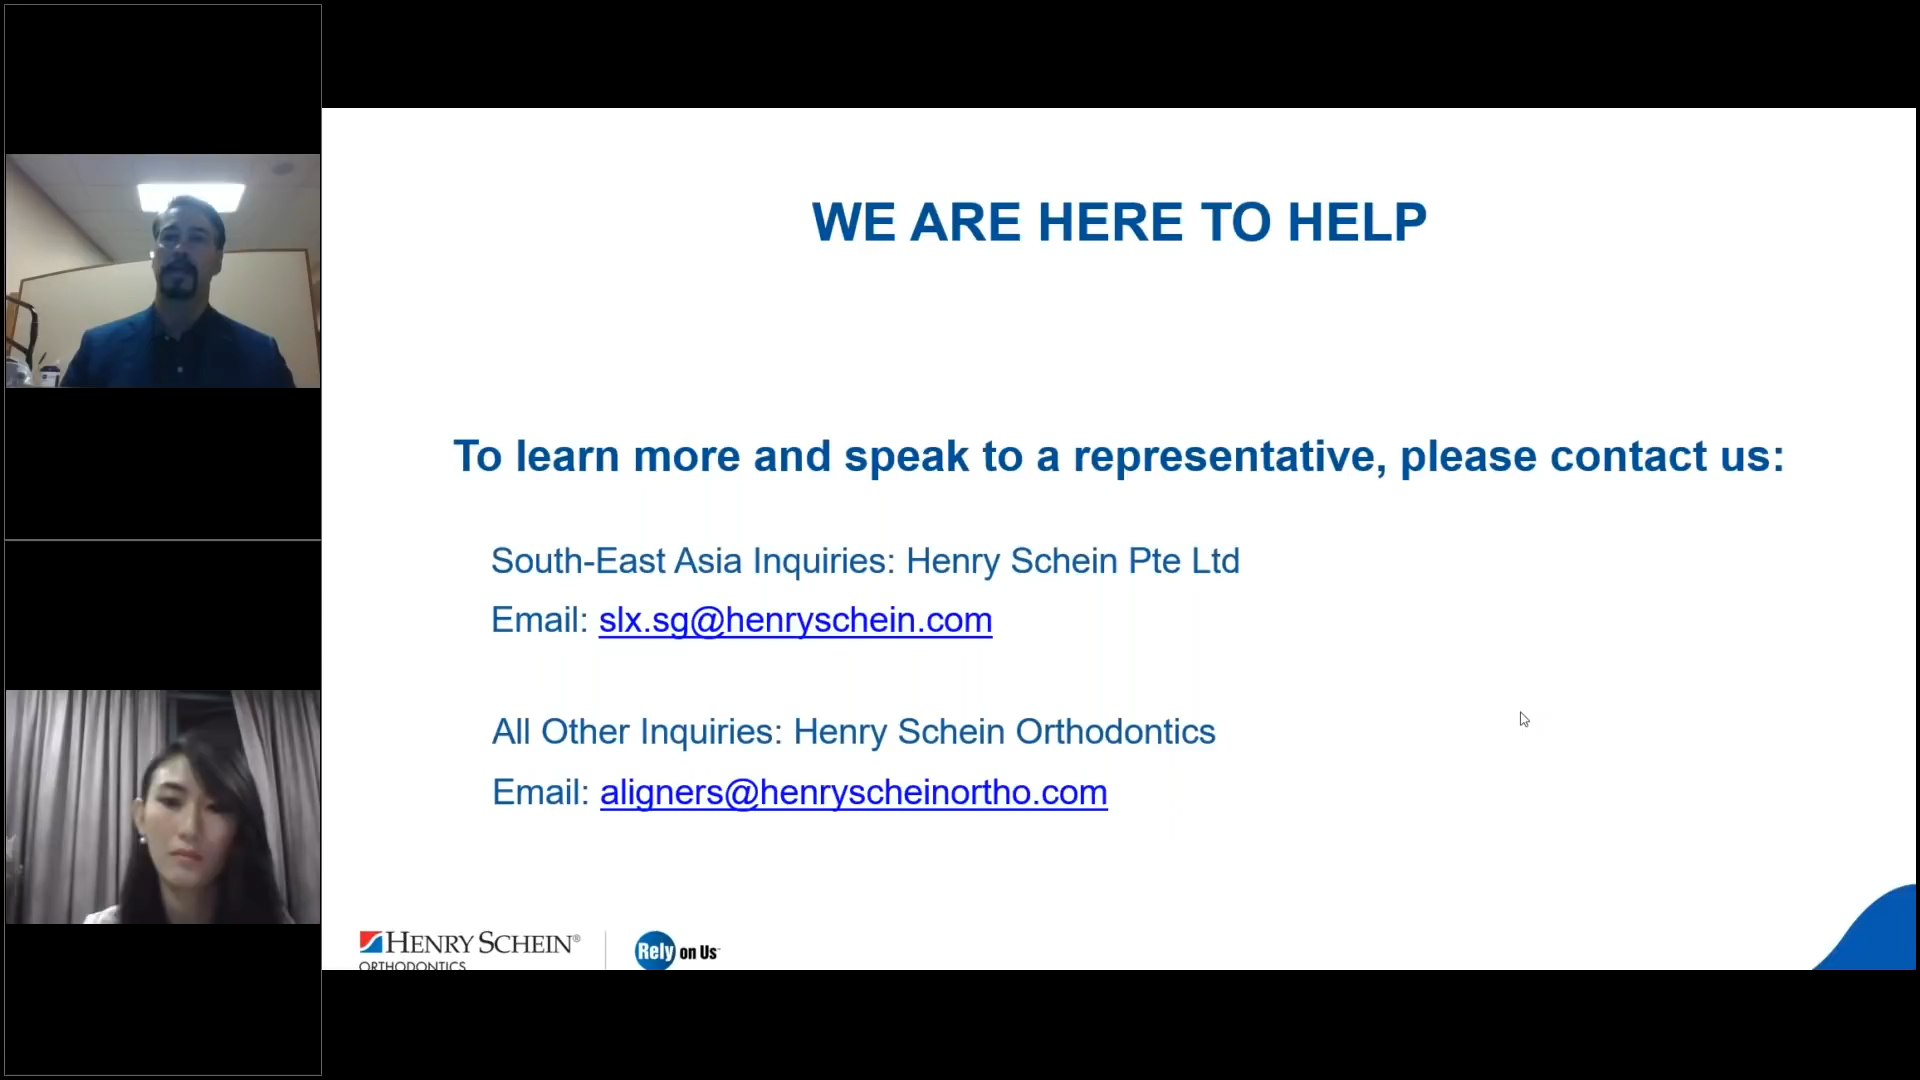 WE ARE HERE TO HELP
To learn more and speak to a representative, please contact us:
South-East Asia Inquiries: Henry Schein Pte Ltd
Email: slx.sg@henryschein.com
All Other Inquiries: Henry Schein Orthodontics
Email: aligners@henryscheinortho.com
HENRY SCHEIN®
ORTHODONTICS
Rely on Us™